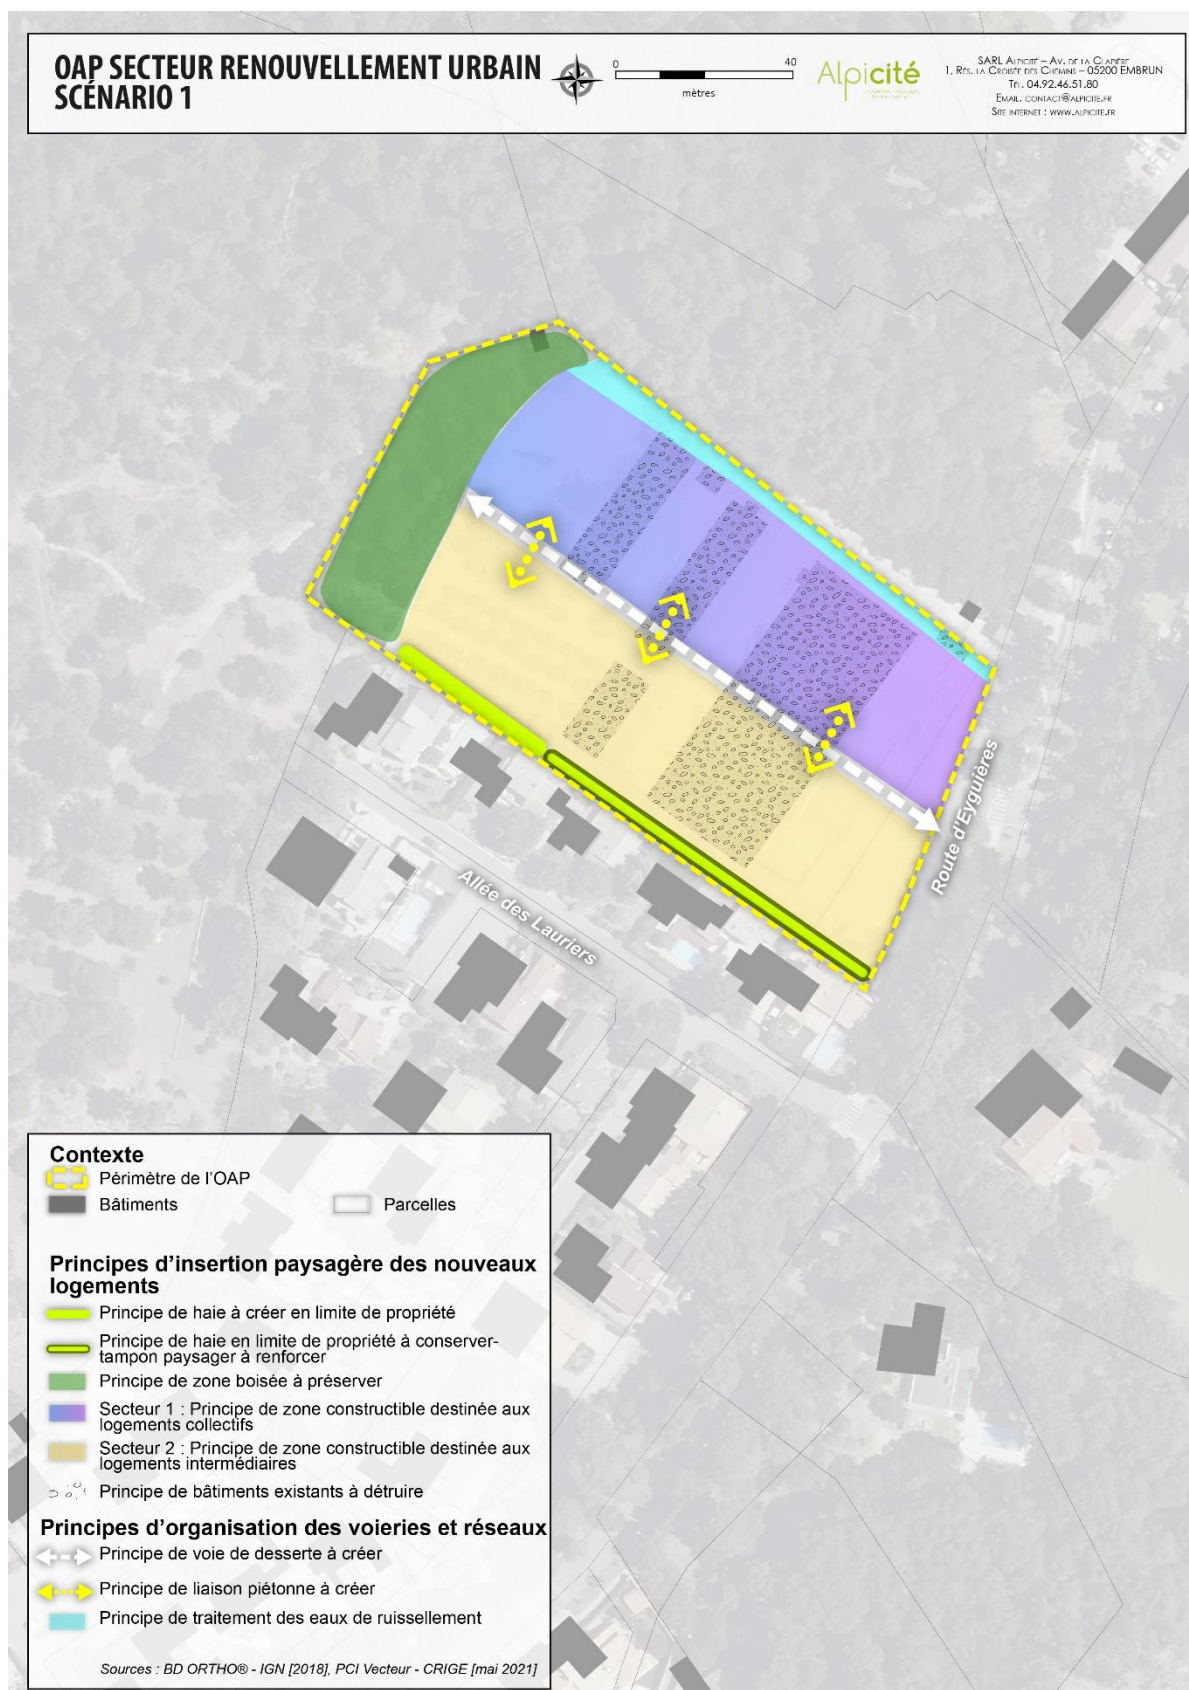 OAP SECTEUR RENOUVELLEMENT URBAIN
SCÉNARIO 1
0 40
mètres
Alpicité
SARL Alpicité – Av. de la Clapière
1, Rés. la Croisée des Chemins – 05200 EMBRUN
Tél. 04.92.46.51.80
Email. contact@alpicite.fr
Site internet : www.alpicite.fr
Route d'Eyguières
Allée des Lauriers
Contexte
Périmètre de l'OAP
Bâtiments
Parcelles
Principes d'insertion paysagère des nouveaux
logements
Principe de haie à créer en limite de propriété
Principe de haie en limite de propriété à conserver-
tampon paysager à renforcer
Principe de zone boisée à préserver
Secteur 1 : Principe de zone constructible destinée aux
logements collectifs
Secteur 2 : Principe de zone constructible destinée aux
logements intermédiaires
Principe de bâtiments existants à détruire
Principes d'organisation des voieries et réseaux
Principe de voie de desserte à créer
Principe de liaison piétonne à créer
Principe de traitement des eaux de ruissellement
Sources : BD ORTHO® - IGN [2018], PCI Vecteur - CRIGE [mai 2021]